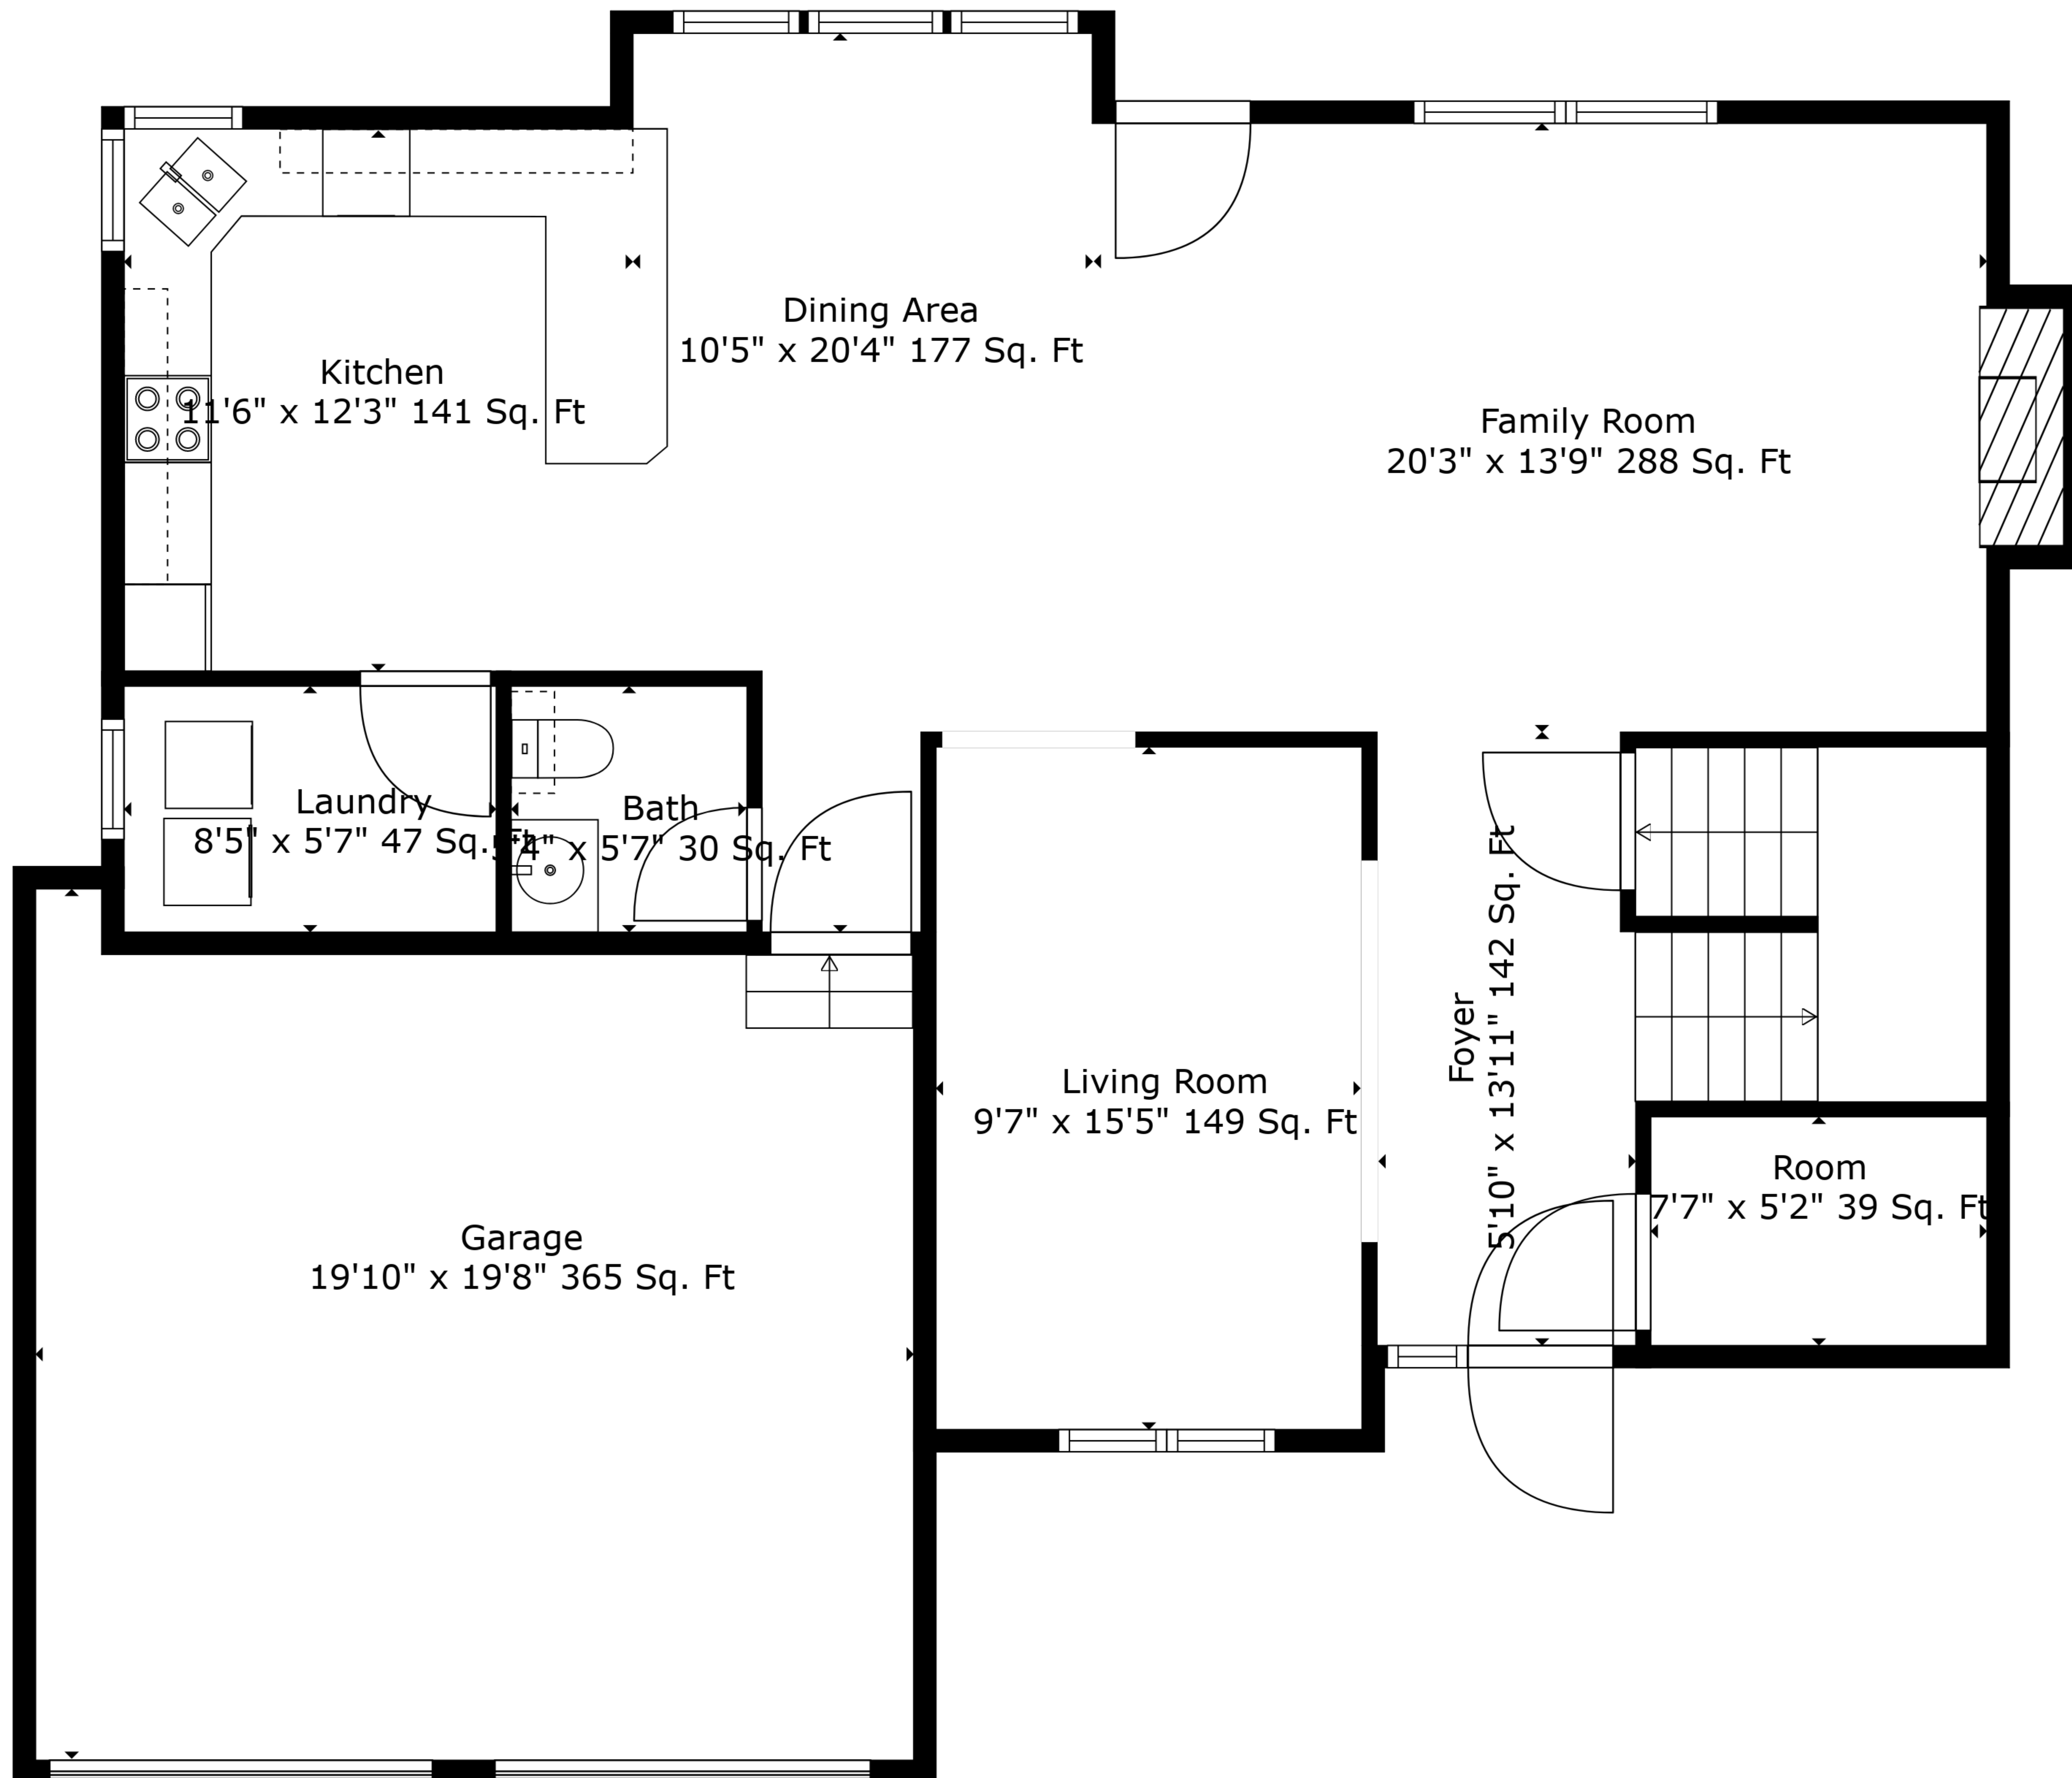 Dining Area
10'5" x 20'4" 177 Sq. Ft
Kitchen
11'6" x 12'3" 141 Sq. Ft
Family Room
20'3" x 13'9" 288 Sq. Ft
Laundry
8'5" x 5'7" 47 Sq. Ft
Bath
5'4" x 5'7" 30 Sq. Ft
Foyer
5'10" x 13'11" 142 Sq. Ft
Living Room
9'7" x 15'5" 149 Sq. Ft
Room
7'7" x 5'2" 39 Sq. Ft
Garage
19'10" x 19'8" 365 Sq. Ft